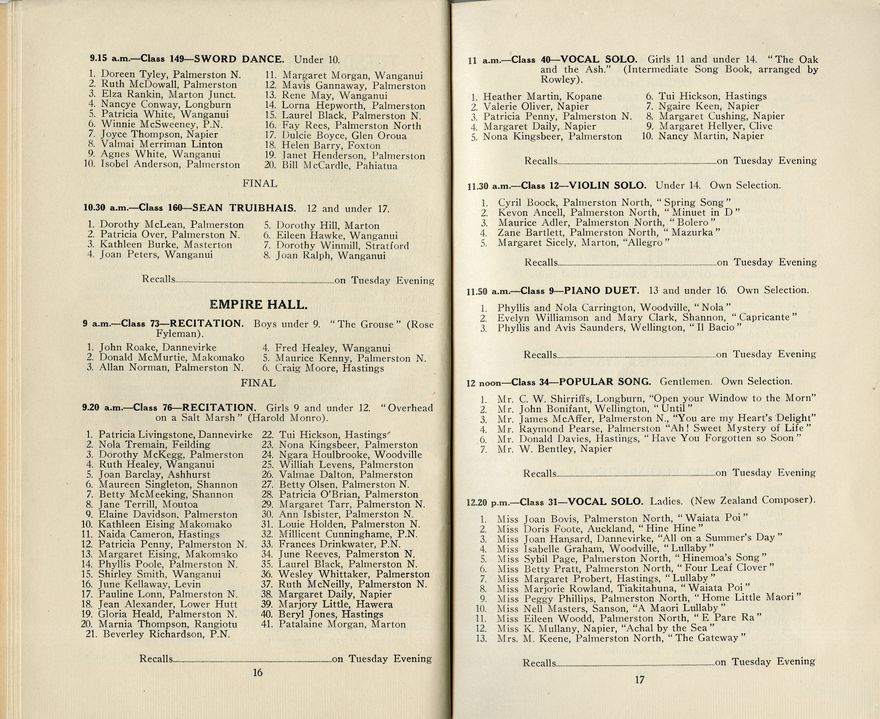 9.15 a.m.—Class 149—SWORD DANCE. Under 10.
1. Doreen Tyley, Palmerston N.
2. Ruth McDowall, Palmerston
3. Elza Rankin, Marton Junct.
4. Nancye Conway, Longburn
5. Patricia White, Wanganui
6. Winnie McSweeney, P.N.
7. Joyce Thompson, Napier
8. Valmai Merriman Linton
9. Agnes White, Wanganui
10. Isobel Anderson, Palmerston
11. Margaret Morgan, Wanganui
12. Mavis Gannaway, Palmerston
13. Rene May, Wanganui
14. Lorna Hepworth, Palmerston
15. Laurel Black, Palmerston N.
16. Fay Rees, Palmerston North
17. Dulcie Boyce, Glen Oroua
18. Helen Barry, Foxton
19. Janet Henderson, Palmerston
20. Bill McCardle, Pahiatua
FINAL
10.30 a.m.—Class 160—SEAN TRUIBHAIS. 12 and under 17.
1. Dorothy McLean, Palmerston
2. Patricia Over, Palmerston N.
3. Kathleen Burke, Masterton
4. Joan Peters, Wanganui
5. Dorothy Hill, Marton
6. Eileen Hawke, Wanganui
7. Dorothy Winmill, Stratford
8. Joan Ralph, Wanganui
Recalls on Tuesday Evening
EMPIRE HALL.
9 a.m.—Class 73—RECITATION. Boys under 9. "The Grouse" (Rose
Fyleman).
1. John Roake, Dannevirke
2. Donald McMurtie, Makomako
3. Allan Norman, Palmerston N.
4. Fred Healey, Wanganui
5. Maurice Kenny, Palmerston N.
6. Craig Moore, Hastings
FINAL
9.20 a.m.—Class 76—RECITATION. Girls 9 and under 12. "Overhead
on a Salt Marsh" (Harold Monro).
1. Patricia Livingstone, Dannevirke
2. Nola Tremain, Feilding
3. Dorothy McKegg, Palmerston
4. Ruth Healey, Wanganui
5. Joan Barclay, Ashhurst
6. Maureen Singleton, Shannon
7. Betty McMeeking, Shannon
8. Jane Terrill, Moutoa
9. Elaine Davidson, Palmerston
10. Kathleen Eising Makomako
11. Naida Cameron, Hastings
12. Patricia Penny, Palmerston N.
13. Margaret Eising, Makomako
14. Phyllis Poole, Palmerston N.
15. Shirley Smith, Wanganui
16. June Kellaway, Levin
17. Pauline Lonn, Palmerston N.
18. Jean Alexander, Lower Hutt
19. Gloria Heald, Palmerston N.
20. Marnia Thompson, Rangiotu
21. Beverley Richardson, P.N.
22. Tui Hickson, Hastings
23. Nona Kingsbeer, Palmerston
24. Ngara Houlbrooke, Woodville
25. Williah Levens, Palmerston
26. Valmae Dalton, Palmerston
27. Betty Olsen, Palmerston N.
28. Patricia O'Brian, Palmerston
29. Margaret Tarr, Palmerston N.
30. Ann Isbister, Palmerston N.
31. Louie Holden, Palmerston N.
32. Millicent Cunninghame, P.N.
33. Frances Drinkwater, P.N.
34. June Reeves, Palmerston N.
35. Laurel Black, Palmerston N.
36. Wesley Whittaker, Palmerston
37. Ruth McNeilly, Palmerston N.
38. Margaret Daly, Napier
39. Marjory Little, Hawera
40. Beryl Jones, Hastings
41. Patalaine Morgan, Marton
Recalls on Tuesday Evening
16
11 a.m.—Class 40—VOCAL SOLO. Girls 11 and under 14. "The Oak
and the Ash." (Intermediate Song Book, arranged by
Rowley).
1. Heather Martin, Kopane
2. Valerie Oliver, Napier
3. Patricia Penny, Palmerston N.
4. Margaret Daily, Napier
5. Nona Kingsbeer, Palmerston
6. Tui Hickson, Hastings
7. Ngaire Keen, Napier
8. Margaret Cushing, Napier
9. Margaret Hellyer, Clive
10. Nancy Martin, Napier
Recalls on Tuesday Evening
11.30 a.m.—Class 12—VIOLIN SOLO. Under 14. Own Selection.
1. Cyril Boock, Palmerston North, "Spring Song"
2. Kevon Ancell, Palmerston North, "Minuet in D"
3. Maurice Adler, Palmerston North, "Bolero"
4. Zane Bartlett, Palmerston North, "Mazurka"
5. Margaret Sicely, Marton, "Allegro"
Recalls on Tuesday Evening
11.50 a.m.—Class 9—PIANO DUET. 13 and under 16. Own Selection.
1. Phyllis and Nola Carrington, Woodville, "Nola"
2. Evelyn Williamson and Mary Clark, Shannon, "Capricante"
3. Phyllis and Avis Saunders, Wellington, "Il Bacio"
Recalls on Tuesday Evening
12 noon—Class 34—POPULAR SONG. Gentlemen. Own Selection.
1. Mr. C. W. Shirriffs, Longburn, "Open your Window to the Morn"
2. Mr. John Bonifant, Wellington, "Until"
3. Mr. James McAffer, Palmerston N., "You are my Heart's Delight"
4. Mr. Raymond Pearse, Palmerston "Ah! Sweet Mystery of Life"
6. Mr. Donald Davies, Hastings, "Have You Forgotten so Soon"
7. Mr. W. Bentley, Napier
Recalls on Tuesday Evening
12.20 p.m.—Class 31—VOCAL SOLO. Ladies. (New Zealand Composer).
1. Miss Joan Bovis, Palmerston North, "Waiata Poi"
2. Miss Doris Foote, Auckland, "Hine Hine"
3. Miss Joan Hansard, Dannevirke, "All on a Summer's Day"
4. Miss Isabelle Graham, Woodville, "Lullaby"
5. Miss Sybil Page, Palmerston North, "Hinemoa's Song"
6. Miss Betty Pratt, Palmerston North, "Four Leaf Clover"
7. Miss Margaret Probert, Hastings, "Lullaby"
8. Miss Marjorie Rowland, Tiakitahuna, "Waiata Poi"
9. Miss Peggy Phillips, Palmerston North, "Home Little Maori"
10. Miss Nell Masters, Sanson, "A Maori Lullaby"
11. Miss Eileen Woodd, Palmerston North, "E Pare Ra"
12. Miss K. Mullany, Napier, "Achal by the Sea"
13. Mrs. M. Keene, Palmerston North, "The Gateway"
Recalls on Tuesday Evening
17